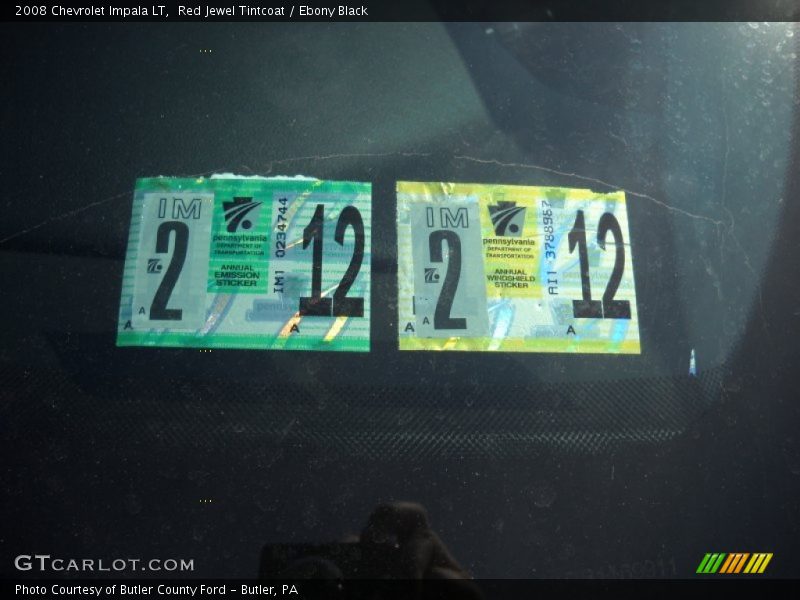 2008 Chevrolet Impala LT,  Red Jewel Tintcoat / Ebony Black
IM
2
A
A
pennsylvania
DEPARTMENT OF
TRANSPORTATION
ANNUAL
EMISSION
STICKER
IM1 0234744
12
A
IM
2
A
A
pennsylvania
DEPARTMENT OF
TRANSPORTATION
ANNUAL
WINDSHIELD
STICKER
AI1 3788957
12
A
GTCARLOT.COM
Photo Courtesy of Butler County Ford - Butler, PA